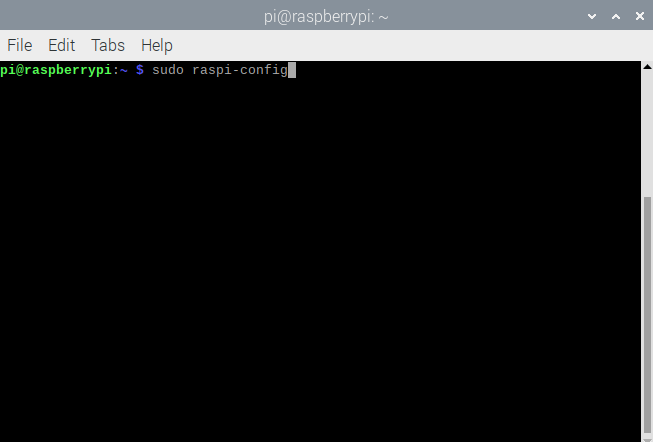 pi@raspberrypi: ~
File Edit Tabs Help
pi@raspberrypi:~ $ sudo raspi-config